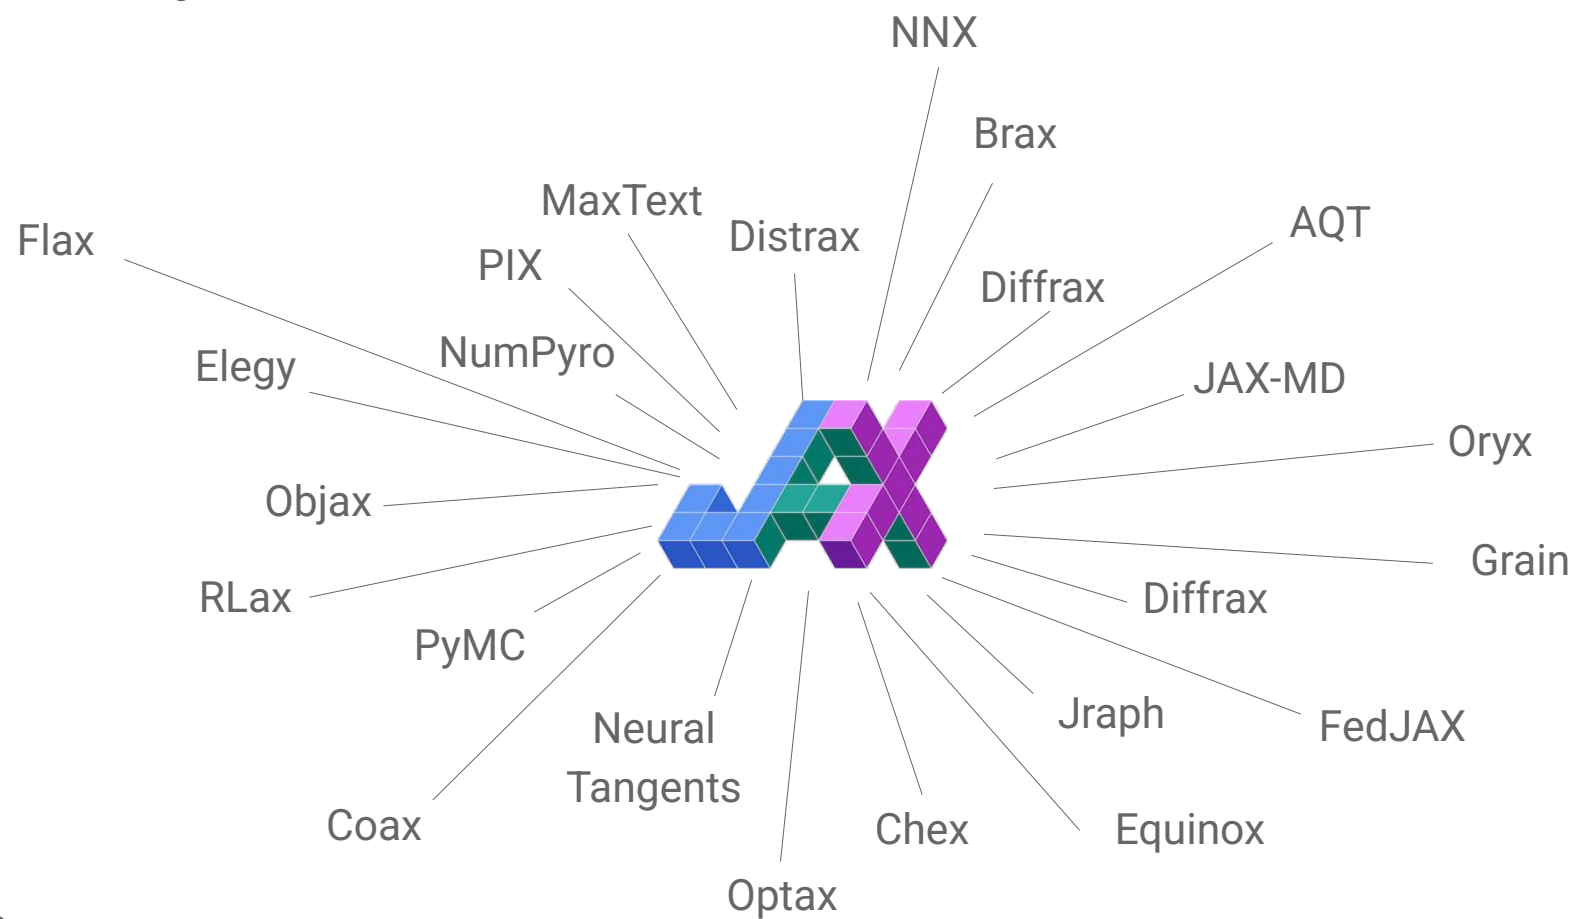 NNX
Brax
MaxText
AQT
Distrax
Flax
PIX
Diffrax
NumPyro
Elegy
JAX-MD
Oryx
Objax
JAX
Grain
RLax
Diffrax
PyMC
Jraph
Neural
Tangents
FedJAX
Coax
Chex
Equinox
Optax